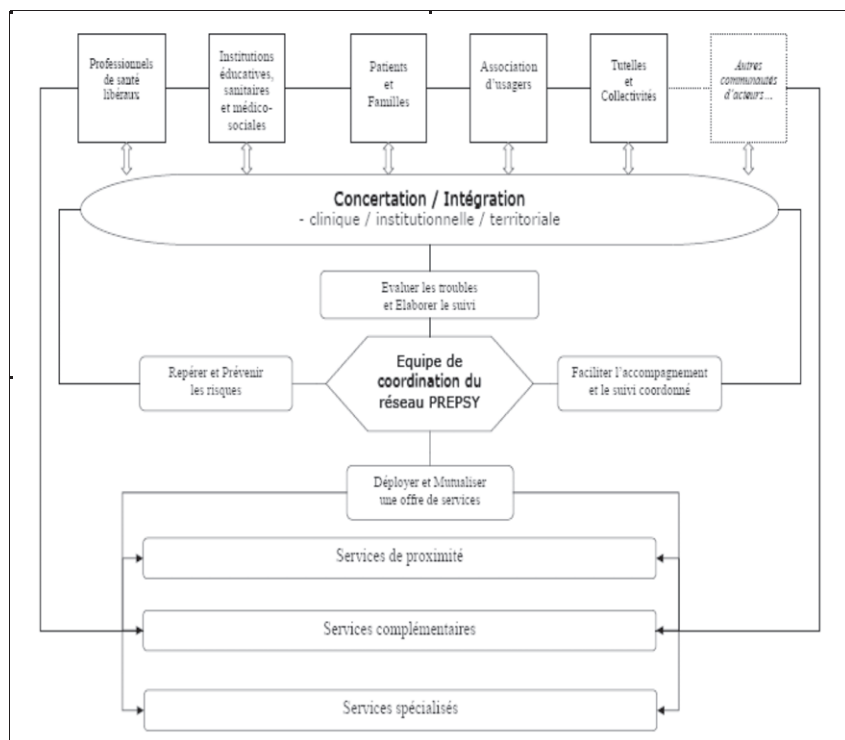 Professionnels
de santé
libéraux
Institutions
éducatives,
sanitaires
et médico-
sociales
Patients
et
Familles
Association
d'usagers
Tutelles
et
Collectivités
Autres
communautés
d'acteurs...
Concertation / Intégration
- clinique / institutionnelle / territoriale
Evaluer les troubles
et Elaborer le suivi
Repérer et Prévenir
les risques
Equipe de
coordination du
réseau PREPSY
Faciliter l'accompagnement
et le suivi coordonné
Déployer et Mutualiser
une offre de services
Services de proximité
Services complémentaires
Services spécialisés